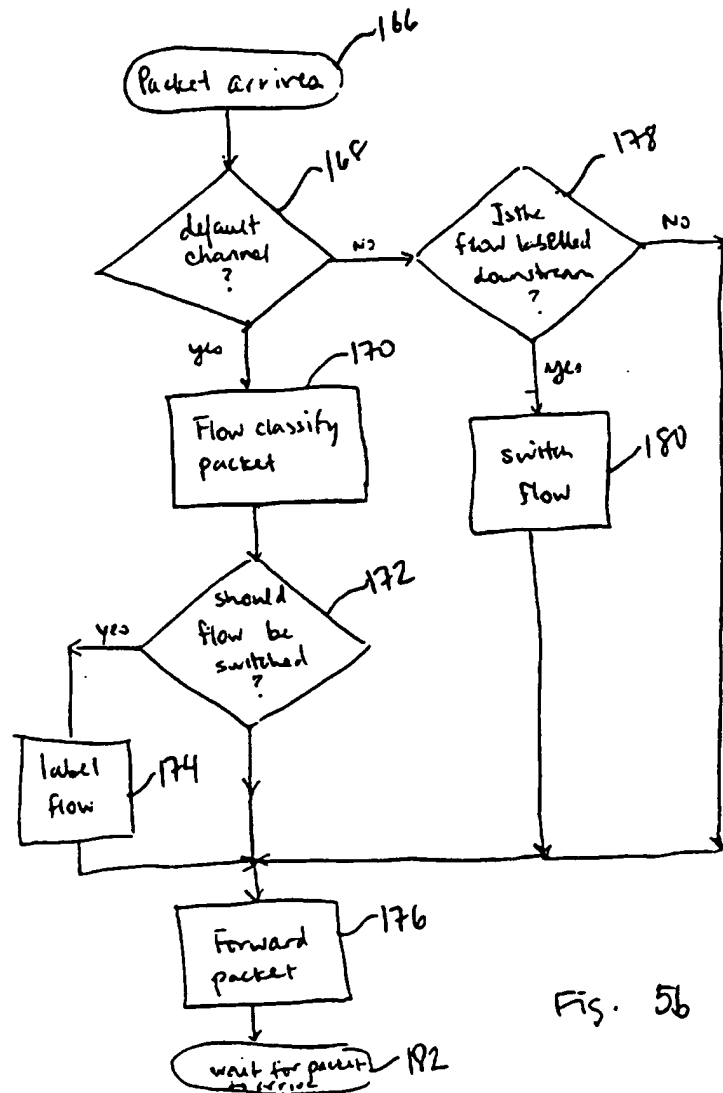 166
Packet arrives
168
default
channel
?
No
yes
178
Is the
flow labelled
downstream
?
No
yes
170
Flow classify
packet
switch
flow
180
172
should
flow be
switched
?
yes
label
flow
174
176
Forward
packet
Fig. 5b
wait for packet
to arrive
182